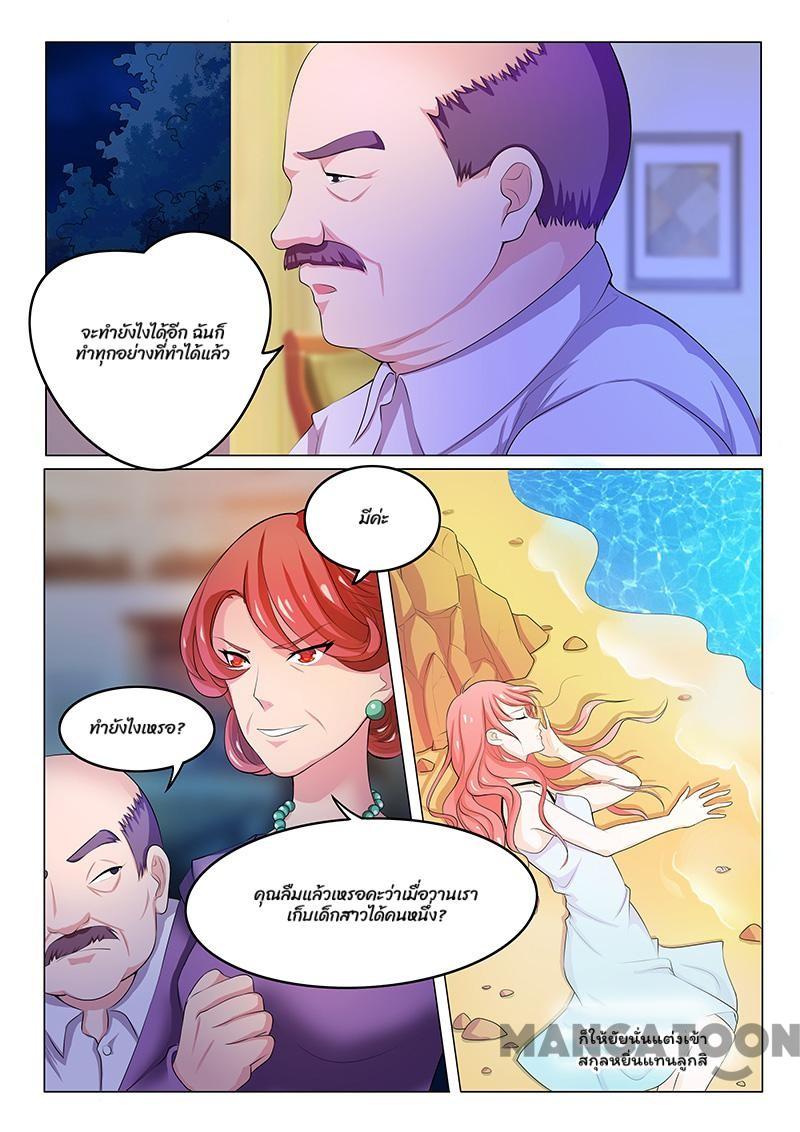 จะทำยังไงได้อีก ฉันก็
ทำทุกอย่างที่ทำได้แล้ว
มีค่ะ
ทำยังไงเหรอ?
คุณลืมแล้วเหรอคะว่าเมื่อวานเรา
เก็บเด็กสาวได้คนหนึ่ง?
ก็ให้ยัยนั่นแต่งเข้า
สกุลหยิ่นแทนลูกสิ
MANGATOON